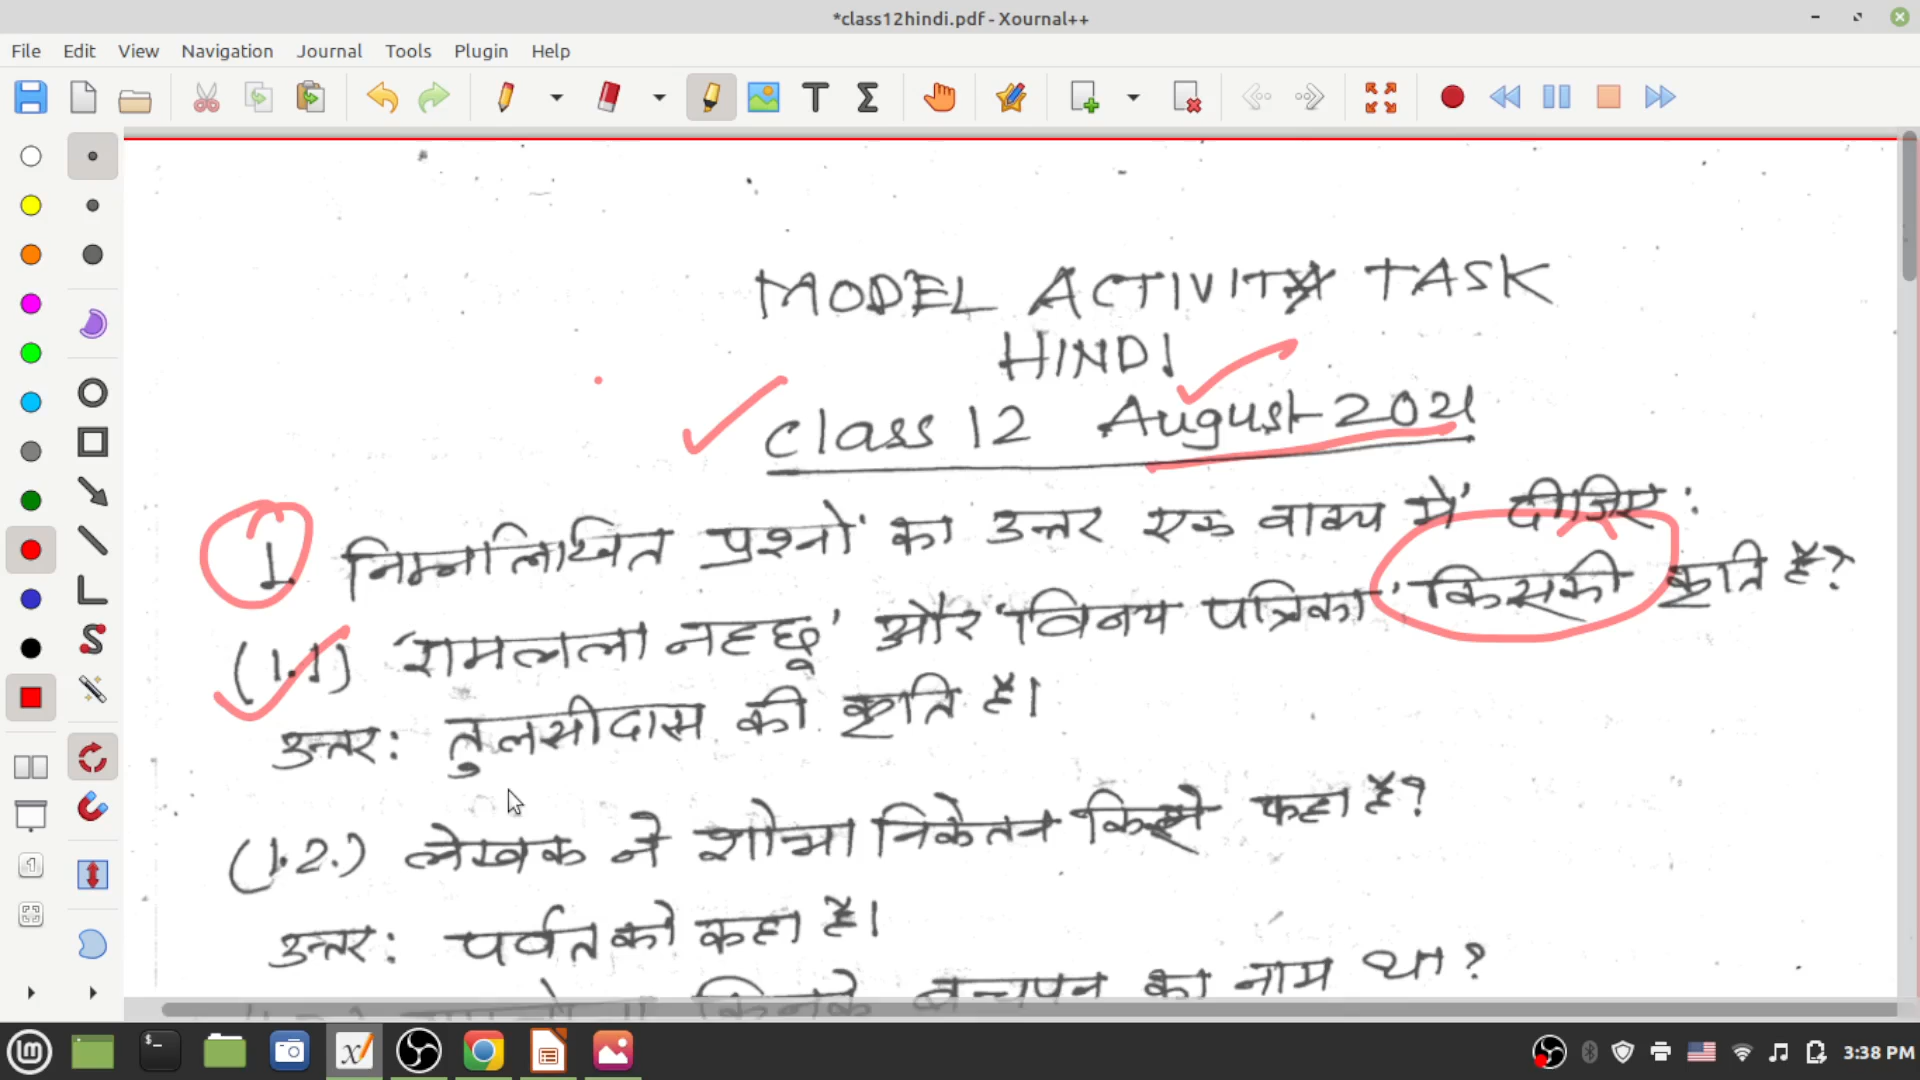 *class12hindi.pdf - Xournal++
File Edit View Navigation Journal Tools Plugin Help
MODEL ACTIVITY TASK
HINDI
Class 12 August 2021
1. निम्नलिखित प्रश्नों का उत्तर एक वाक्य में दीजिए:
(1.1) 'रामलला नहछू' और 'विनय पत्रिका' किसकी कृति है?
उत्तर: तुलसीदास की कृति है।
(1.2.) लेखक ने शोभा निकेतन किसे कहा है?
उत्तर: पर्वत को कहा है।
किनके बचपन का नाम था?
3:38 PM